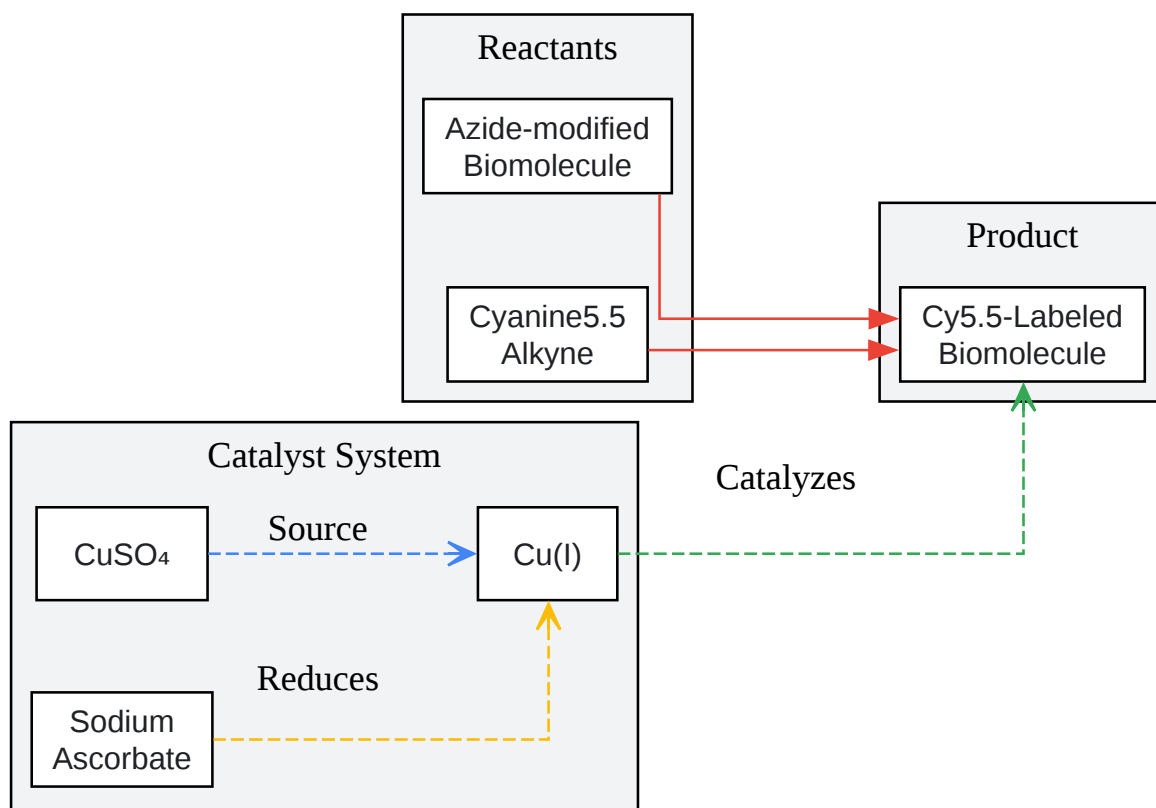 Reactants
Azide-modified
Biomolecule
Cyanine5.5
Alkyne
Product
Cy5.5-Labeled
Biomolecule
Catalyst System
CuSO₄
Source
Cu(I)
Catalyzes
Reduces
Sodium
Ascorbate